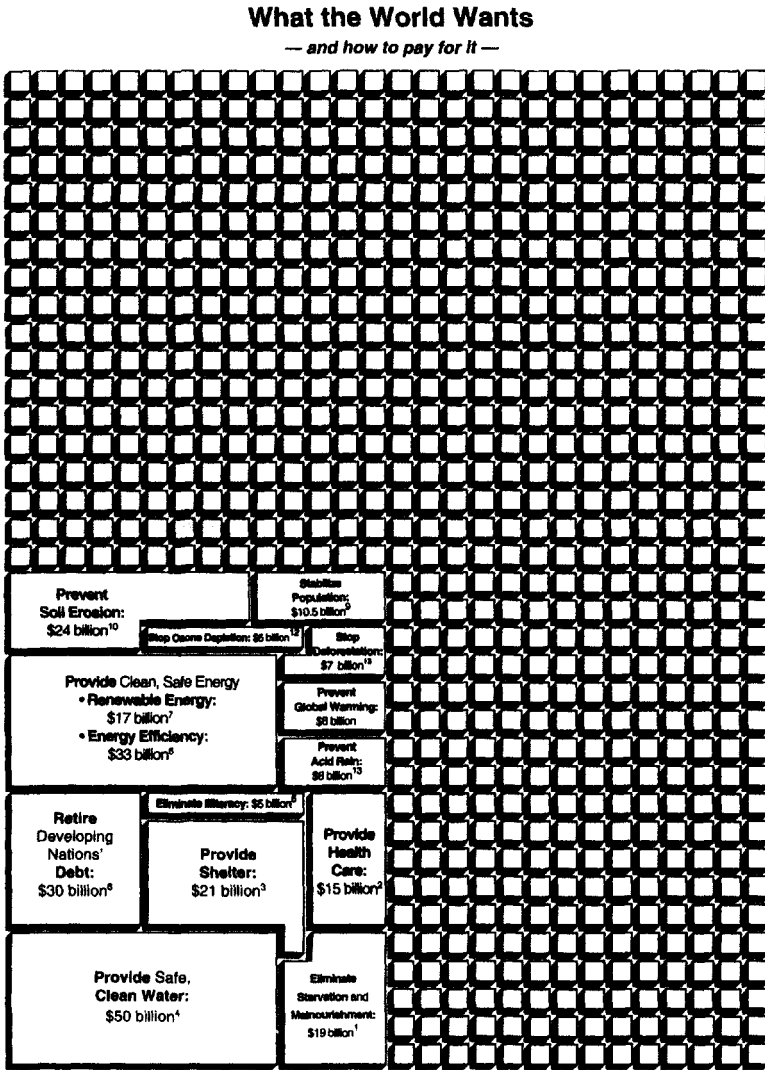 What the World Wants
— and how to pay for it —
Prevent
Soil Erosion:
$24 billion¹⁰
Stabilize
Population:
$10.5 billion⁹
Stop Ozone Depletion: $5 billion¹²
Stop
Deforestation:
$7 billion
Provide Clean, Safe Energy
• Renewable Energy:
$17 billion⁷
• Energy Efficiency:
$33 billion
Prevent
Global Warming:
$8 billion
Prevent
Acid Rain:
$8 billion¹³
Retire
Developing
Nations'
Debt:
$30 billion
Eliminate Illiteracy: $5 billion
Provide
Shelter:
$21 billion³
Provide
Health
Care:
$15 billion²
Provide Safe,
Clean Water:
$50 billion⁴
Eliminate
Starvation and
Malnourishment:
$19 billion¹